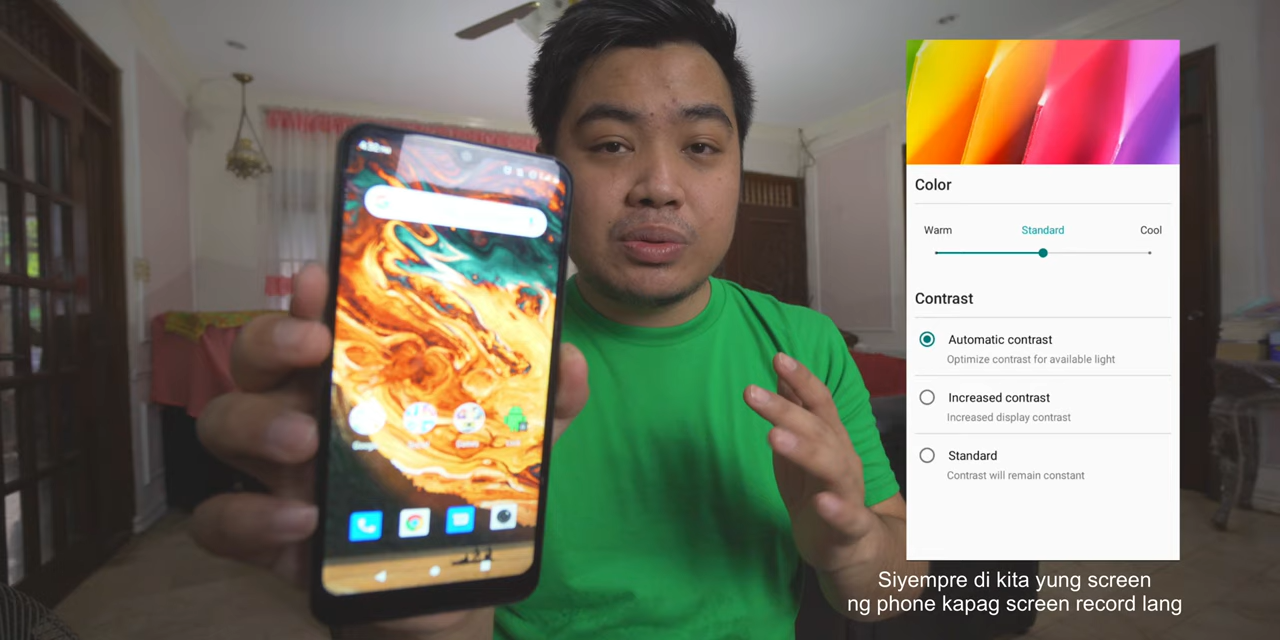 Color
Warm Standard Cool
Contrast
Automatic contrast
Optimize contrast for available light
Increased contrast
Increased display contrast
Standard
Contrast will remain constant
Siyempre di kita yung screen
ng phone kapag screen record lang